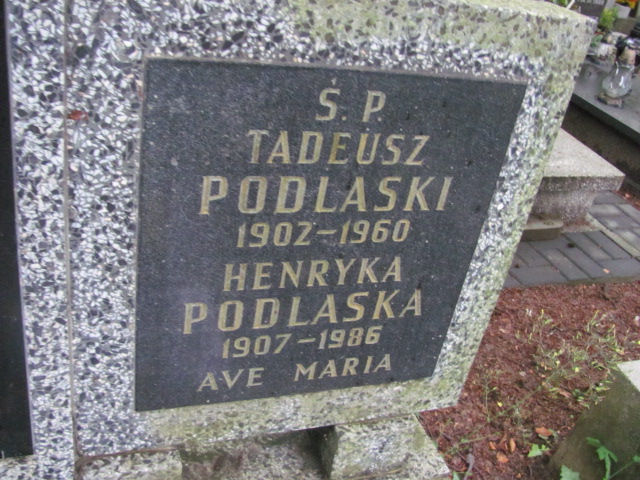 Ś. P.
TADEUSZ
PODLASKI
1902-1960
HENRYKA
PODLASKA
1907-1986
AVE MARIA